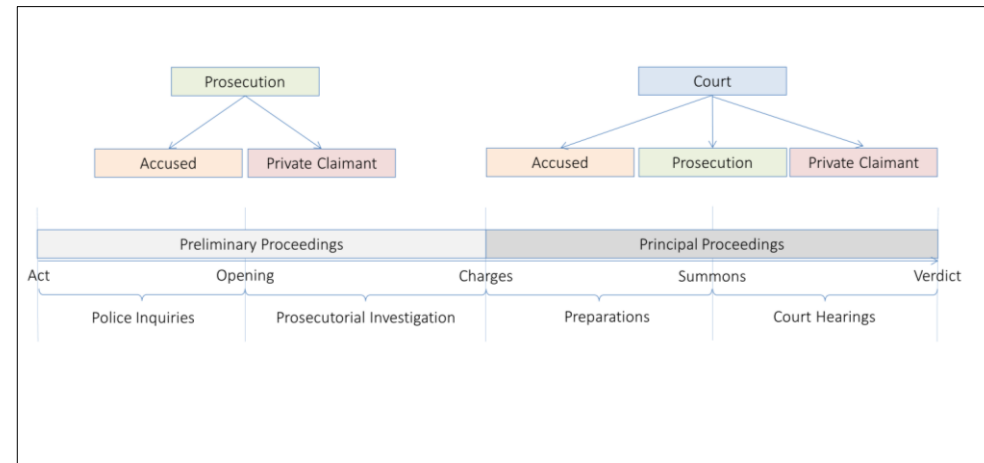 Prosecution
Court
Accused
Private Claimant
Accused
Prosecution
Private Claimant
Preliminary Proceedings
Principal Proceedings
Act
Opening
Charges
Summons
Verdict
Police Inquiries
Prosecutorial Investigation
Preparations
Court Hearings